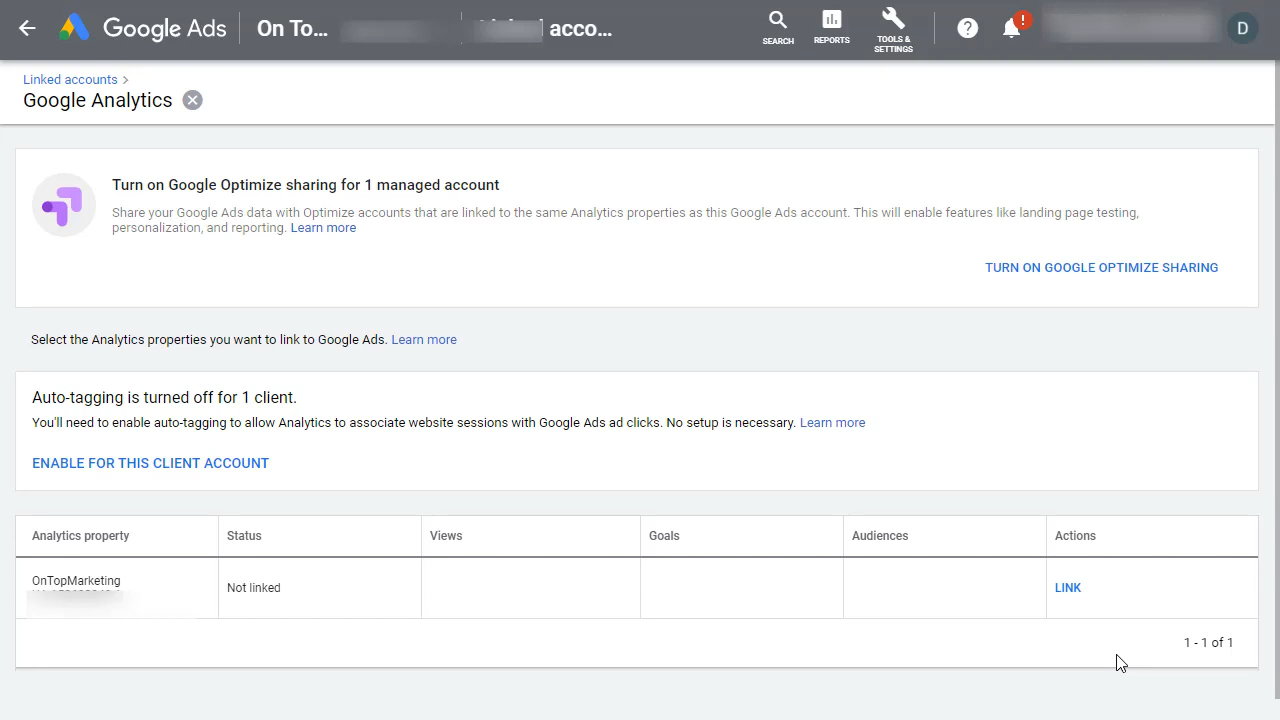 Google Ads
On To...
acco...
SEARCH
REPORTS
TOOLS &
SETTINGS
?
!
D
Linked accounts >
Google Analytics
Turn on Google Optimize sharing for 1 managed account
Share your Google Ads data with Optimize accounts that are linked to the same Analytics properties as this Google Ads account. This will enable features like landing page testing,
personalization, and reporting. Learn more
TURN ON GOOGLE OPTIMIZE SHARING
Select the Analytics properties you want to link to Google Ads. Learn more
Auto-tagging is turned off for 1 client.
You'll need to enable auto-tagging to allow Analytics to associate website sessions with Google Ads ad clicks. No setup is necessary. Learn more
ENABLE FOR THIS CLIENT ACCOUNT
Analytics property Status Views Goals Audiences Actions
OnTopMarketing
Not linked LINK
1 - 1 of 1